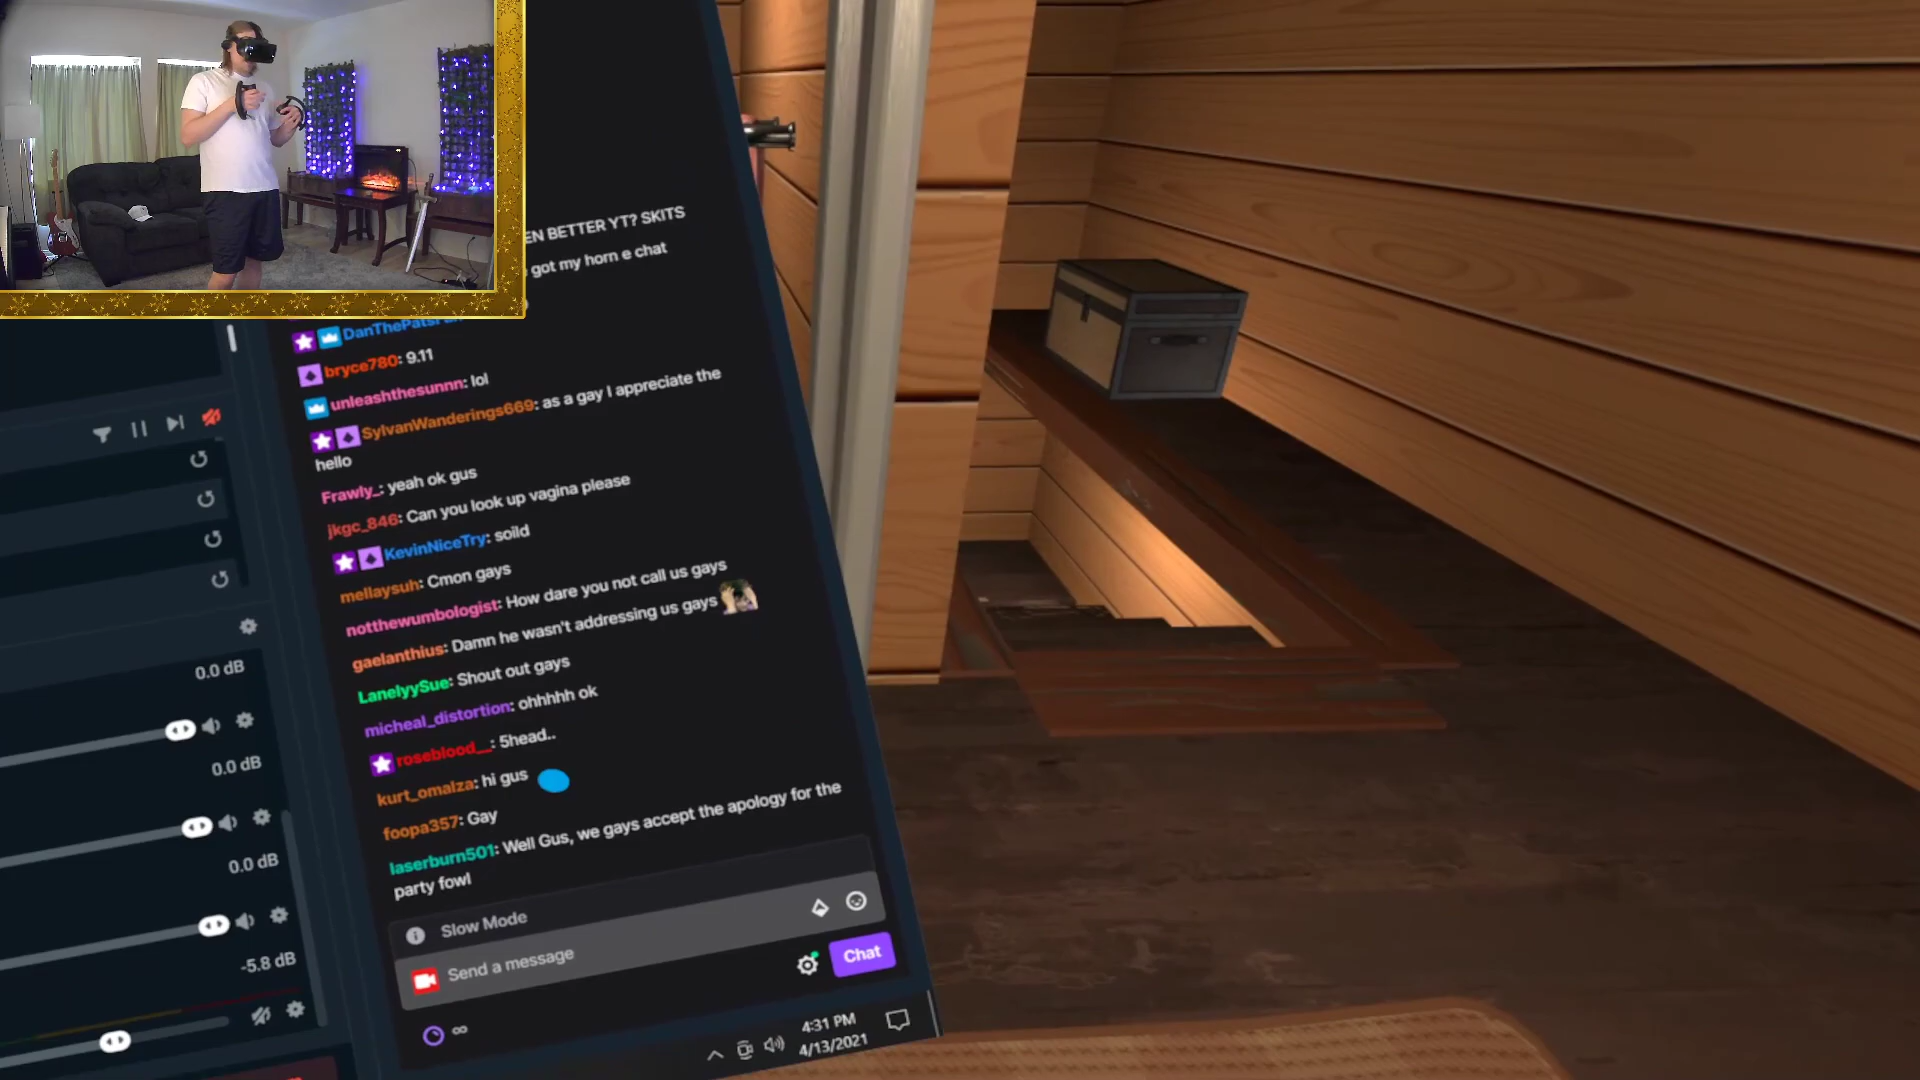 EN BETTER YT? SKITS
got my horn e chat
DanThePats
bryce780: 9.11
unleashthesunnn: lol
SylvanWanderings669: as a gay I appreciate the
hello
Frawly_: yeah ok gus
jkgc_846: Can you look up vagina please
KevinNiceTry: soild
mellaysuh: Cmon gays
notthewumbologist: How dare you not call us gays
gaelanthius: Damn he wasn't addressing us gays
LanelyySue: Shout out gays
micheal_distortion: ohhhhh ok
roseblood__: 5head..
kurt_omalza: hi gus
foopa357: Gay
laserburn501: Well Gus, we gays accept the apology for the
party fowl
Slow Mode
Send a message
Chat
∞
0.0 dB
0.0 dB
0.0 dB
-5.8 dB
4:31 PM
4/13/2021